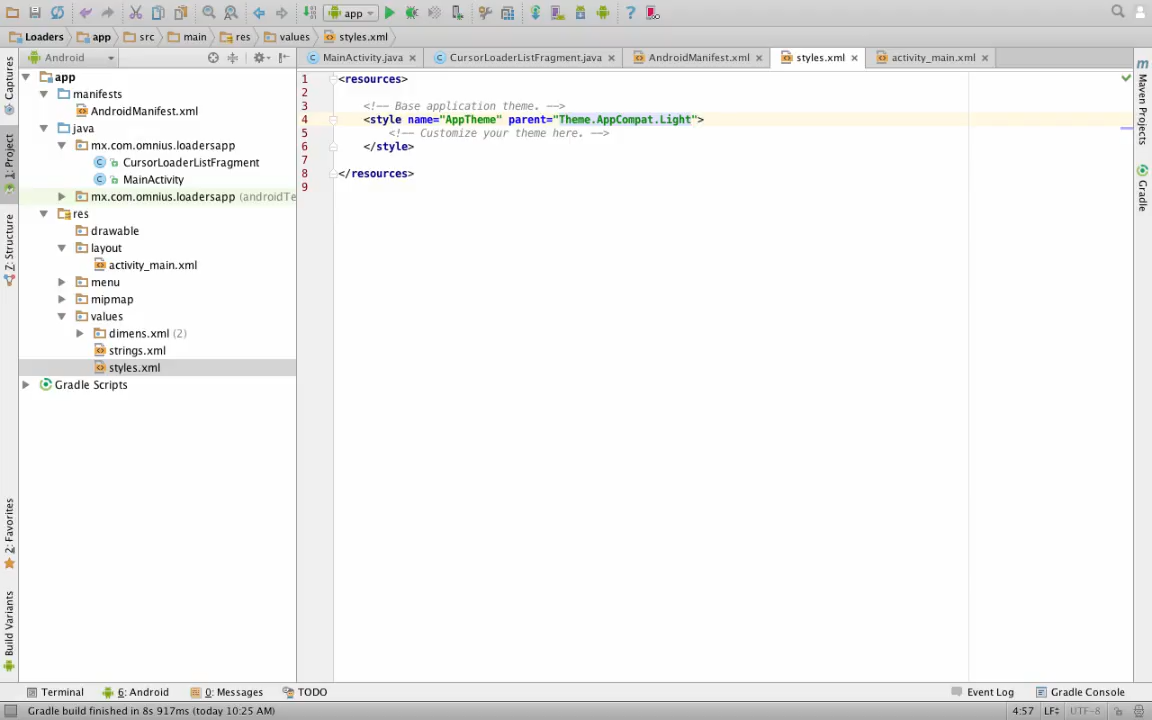 app
Loaders app src main res values styles.xml
Android
MainActivity.java CursorLoaderListFragment.java AndroidManifest.xml styles.xml activity_main.xml
Captures
1: Project
Z: Structure
2: Favorites
Build Variants
app
manifests
AndroidManifest.xml
java
mx.com.omnius.loadersapp
CursorLoaderListFragment
MainActivity
mx.com.omnius.loadersapp (androidTe
res
drawable
layout
activity_main.xml
menu
mipmap
values
dimens.xml (2)
strings.xml
styles.xml
Gradle Scripts
1 <resources>
2
3 <!-- Base application theme. -->
4 <style name="AppTheme" parent="Theme.AppCompat.Light">
5 <!-- Customize your theme here. -->
6 </style>
7
8 </resources>
9
m
Maven Projects
Gradle
Terminal 6: Android 0: Messages TODO Event Log Gradle Console
Gradle build finished in 8s 917ms (today 10:25 AM) 4:57 LF÷ UTF-8÷